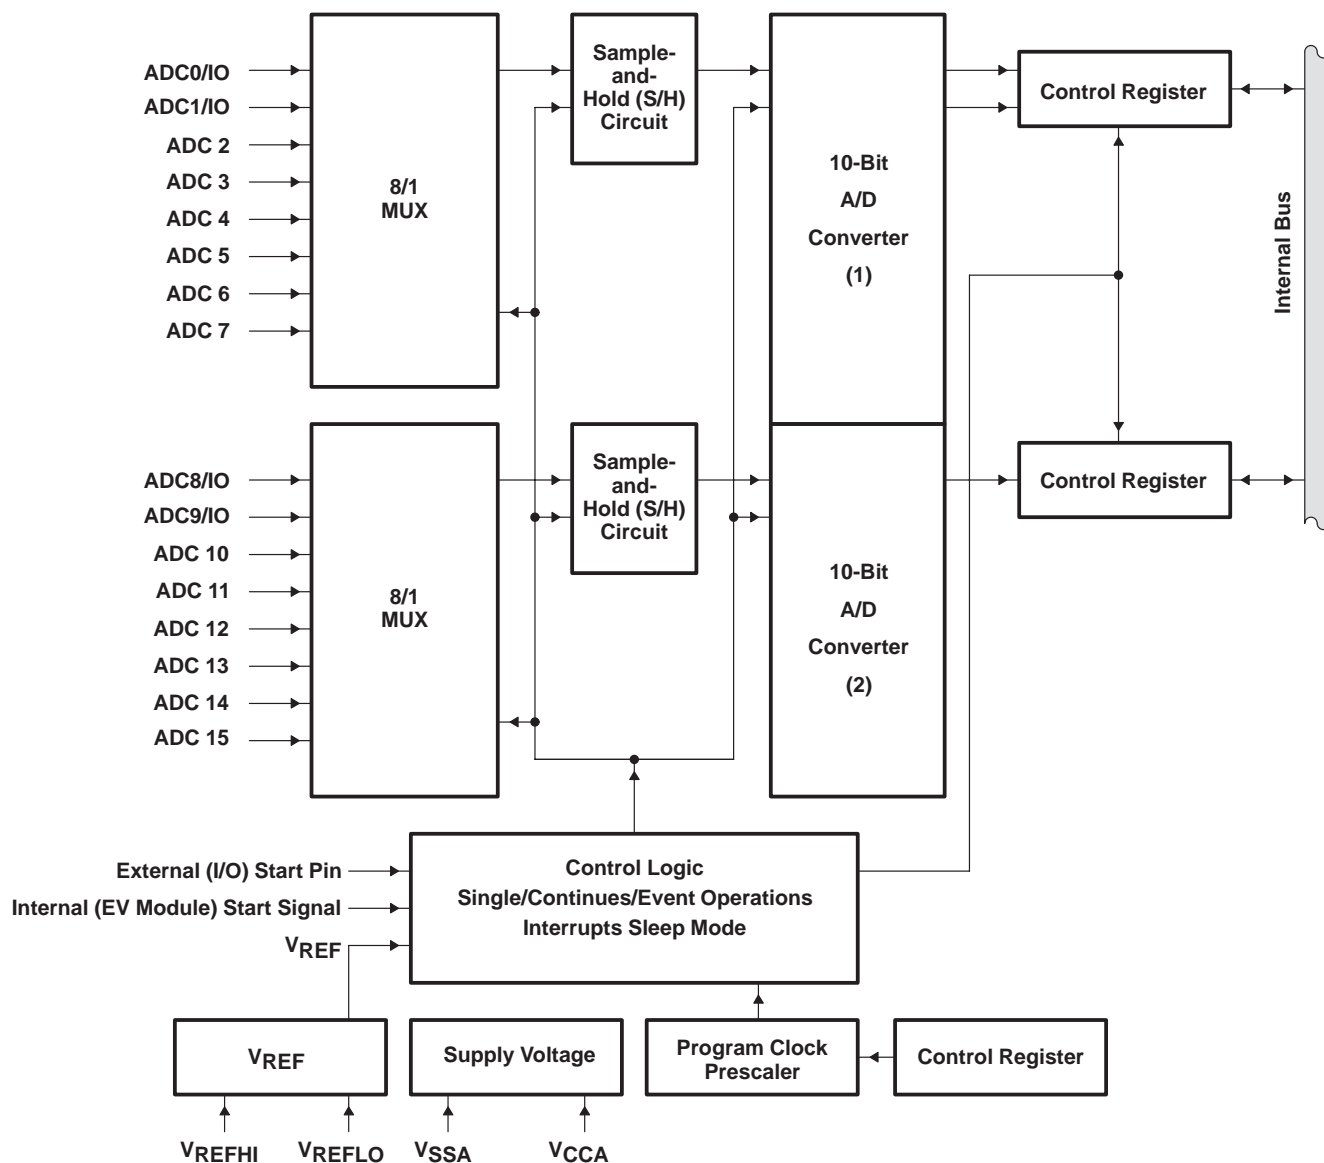 ADC0/IO
ADC1/IO
ADC 2
ADC 3
ADC 4
ADC 5
ADC 6
ADC 7
8/1
MUX
Sample-
and-
Hold (S/H)
Circuit
10-Bit
A/D
Converter
(1)
Control Register
Internal Bus
ADC8/IO
ADC9/IO
ADC 10
ADC 11
ADC 12
ADC 13
ADC 14
ADC 15
8/1
MUX
Sample-
and-
Hold (S/H)
Circuit
10-Bit
A/D
Converter
(2)
Control Register
External (I/O) Start Pin
Internal (EV Module) Start Signal
VREF
Control Logic
Single/Continues/Event Operations
Interrupts Sleep Mode
VREF
Supply Voltage
Program Clock
Prescaler
Control Register
VREFHI
VREFLO
VSSA
VCCA